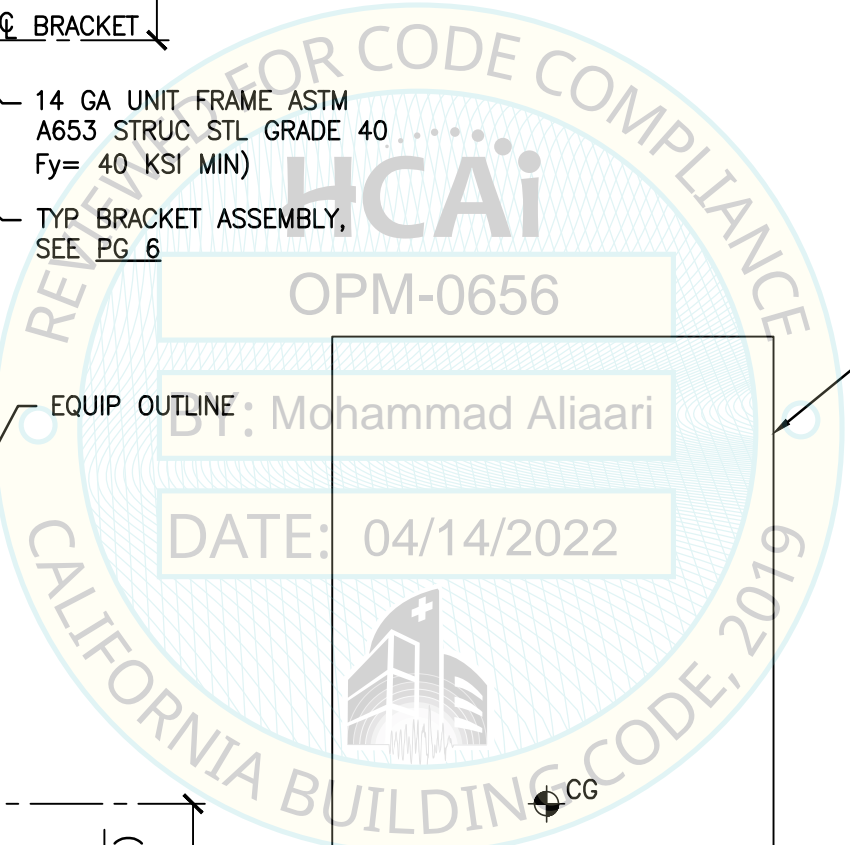 ℄ BRACKET
14 GA UNIT FRAME ASTM
A653 STRUC STL GRADE 40
Fy= 40 KSI MIN)
TYP BRACKET ASSEMBLY,
SEE PG 6
EQUIP OUTLINE
REVIEWED FOR CODE COMPLIANCE
HCAi
OPM-0656
BY: Mohammad Aliaari
DATE: 04/14/2022
CALIFORNIA BUILDING CODE, 2019
CG